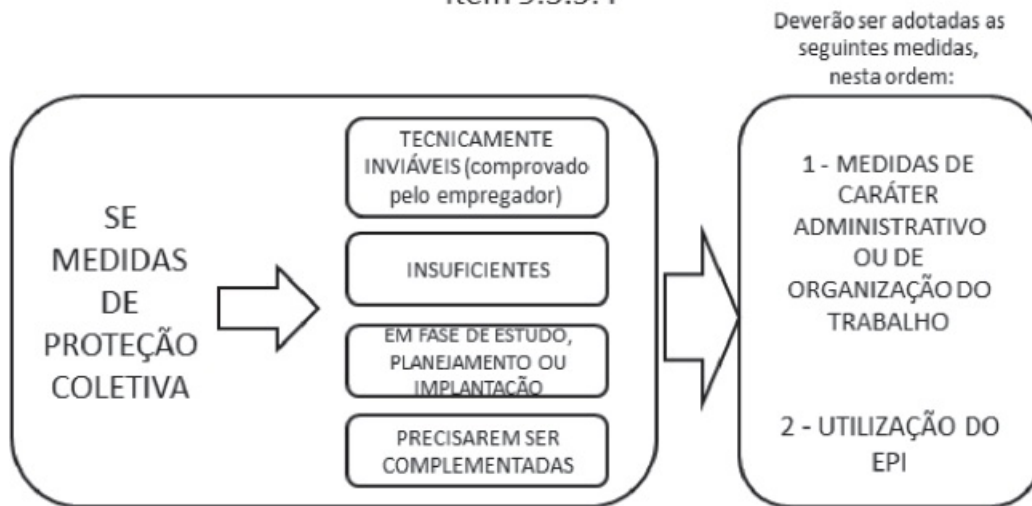 Deverão ser adotadas as
seguintes medidas,
nesta ordem:
SE
MEDIDAS
DE
PROTEÇÃO
COLETIVA
TECNICAMENTE
INVIÁVEIS (comprovado
pelo empregador)
INSUFICIENTES
EM FASE DE ESTUDO,
PLANEJAMENTO OU
IMPLANTAÇÃO
PRECISAREM SER
COMPLEMENTADAS
1 - MEDIDAS DE
CARÁTER
ADMINISTRATIVO
OU DE
ORGANIZAÇÃO DO
TRABALHO
2 - UTILIZAÇÃO DO
EPI